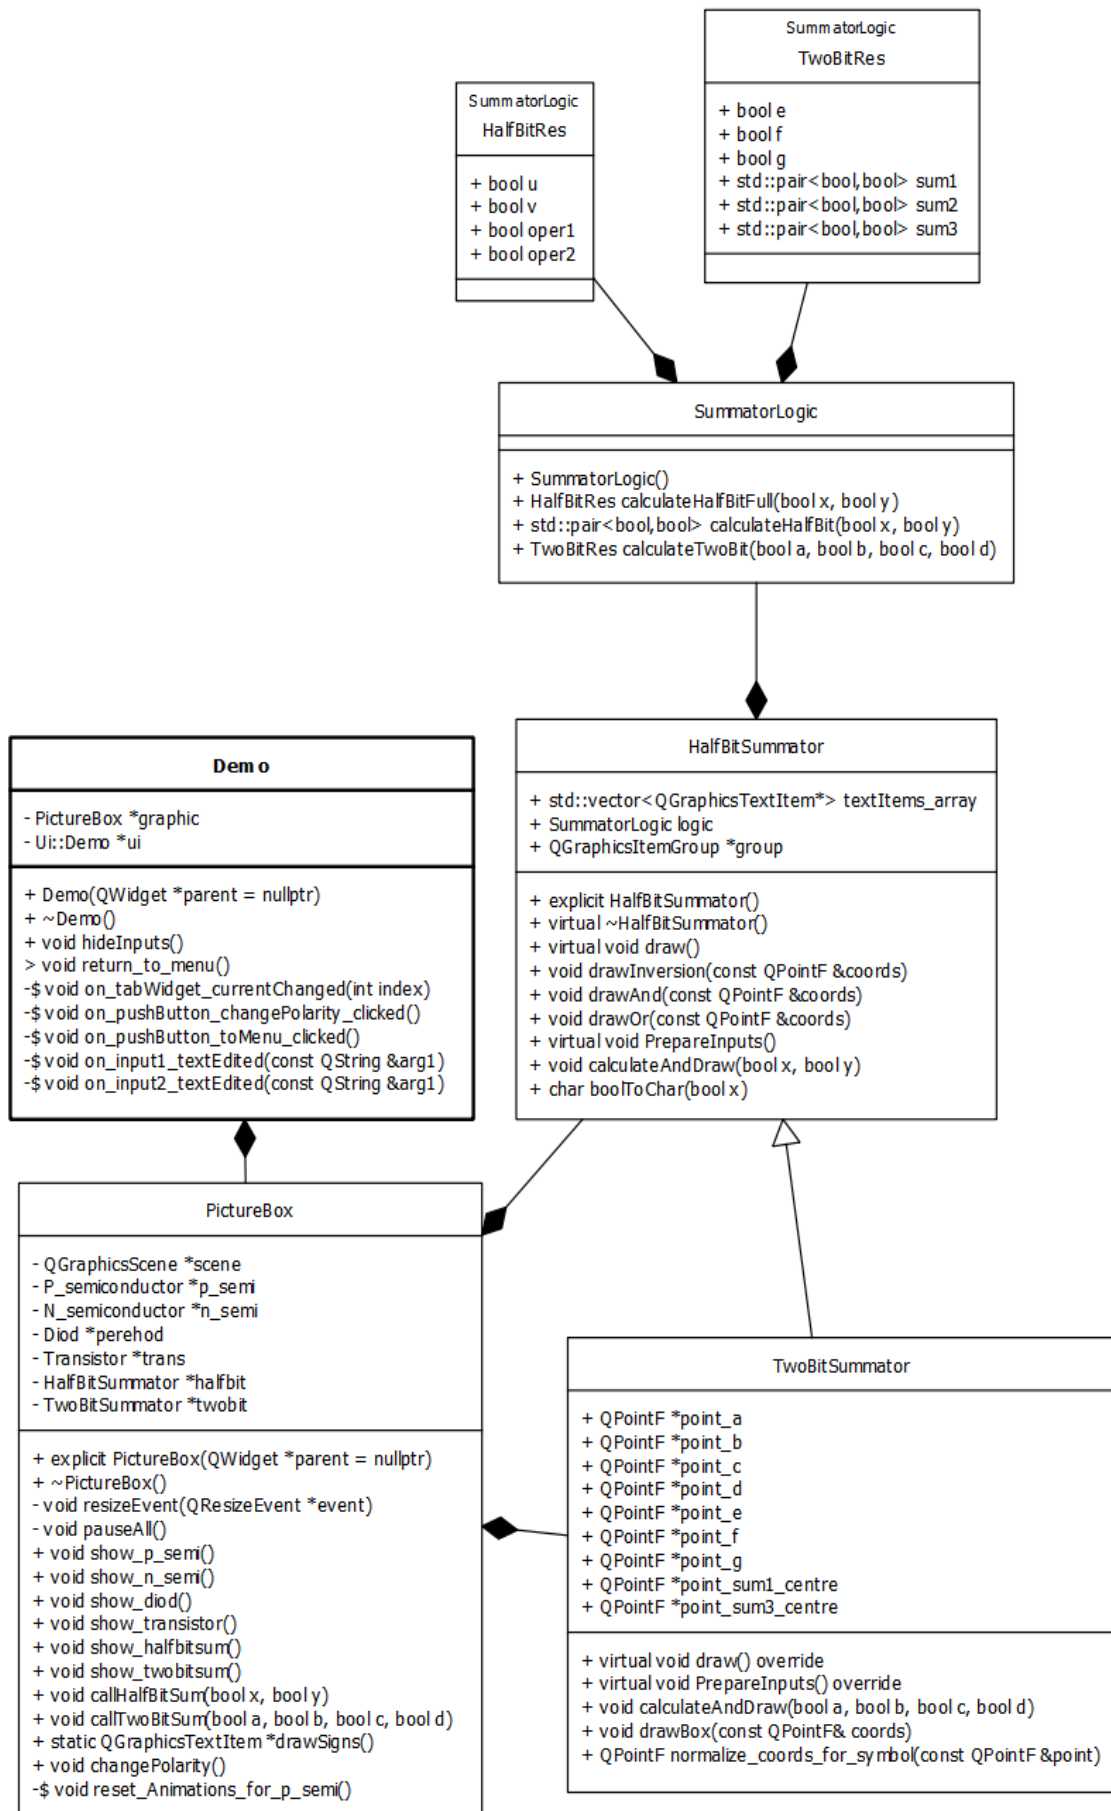 SummatorLogic
TwoBitRes
+ bool e
+ bool f
+ bool g
+ std::pair<bool,bool> sum1
+ std::pair<bool,bool> sum2
+ std::pair<bool,bool> sum3
SummatorLogic
HalfBitRes
+ bool u
+ bool v
+ bool oper1
+ bool oper2
SummatorLogic
+ SummatorLogic()
+ HalfBitRes calculateHalfBitFull(bool x, bool y)
+ std::pair<bool,bool> calculateHalfBit(bool x, bool y)
+ TwoBitRes calculateTwoBit(bool a, bool b, bool c, bool d)
HalfBitSummator
+ std::vector<QGraphicsTextItem*> textItems_array
+ SummatorLogic logic
+ QGraphicsItemGroup *group
+ explicit HalfBitSummator()
+ virtual ~HalfBitSummator()
+ virtual void draw()
+ void drawInversion(const QPointF &coords)
+ void drawAnd(const QPointF &coords)
+ void drawOr(const QPointF &coords)
+ virtual void PrepareInputs()
+ void calculateAndDraw(bool x, bool y)
+ char boolToChar(bool x)
Demo
- PictureBox *graphic
- Ui::Demo *ui
+ Demo(QWidget *parent = nullptr)
+ ~Demo()
+ void hideInputs()
> void return_to_menu()
-$ void on_tabWidget_currentChanged(int index)
-$ void on_pushButton_changePolarity_clicked()
-$ void on_pushButton_toMenu_clicked()
-$ void on_input1_textEdited(const QString &arg1)
-$ void on_input2_textEdited(const QString &arg1)
PictureBox
- QGraphicsScene *scene
- P_semiconductor *p_semi
- N_semiconductor *n_semi
- Diod *perehod
- Transistor *trans
- HalfBitSummator *halfbit
- TwoBitSummator *twobit
+ explicit PictureBox(QWidget *parent = nullptr)
+ ~PictureBox()
- void resizeEvent(QResizeEvent *event)
- void pauseAll()
+ void show_p_semi()
+ void show_n_semi()
+ void show_diod()
+ void show_transistor()
+ void show_halfbitsum()
+ void show_twobitsum()
+ void callHalfBitSum(bool x, bool y)
+ void callTwoBitSum(bool a, bool b, bool c, bool d)
+ static QGraphicsTextItem *drawSigns()
+ void changePolarity()
-$ void reset_Animations_for_p_semi()
TwoBitSummator
+ QPointF *point_a
+ QPointF *point_b
+ QPointF *point_c
+ QPointF *point_d
+ QPointF *point_e
+ QPointF *point_f
+ QPointF *point_g
+ QPointF *point_sum1_centre
+ QPointF *point_sum3_centre
+ virtual void draw() override
+ virtual void PrepareInputs() override
+ void calculateAndDraw(bool a, bool b, bool c, bool d)
+ void drawBox(const QPointF& coords)
+ QPointF normalize_coords_for_symbol(const QPointF &point)